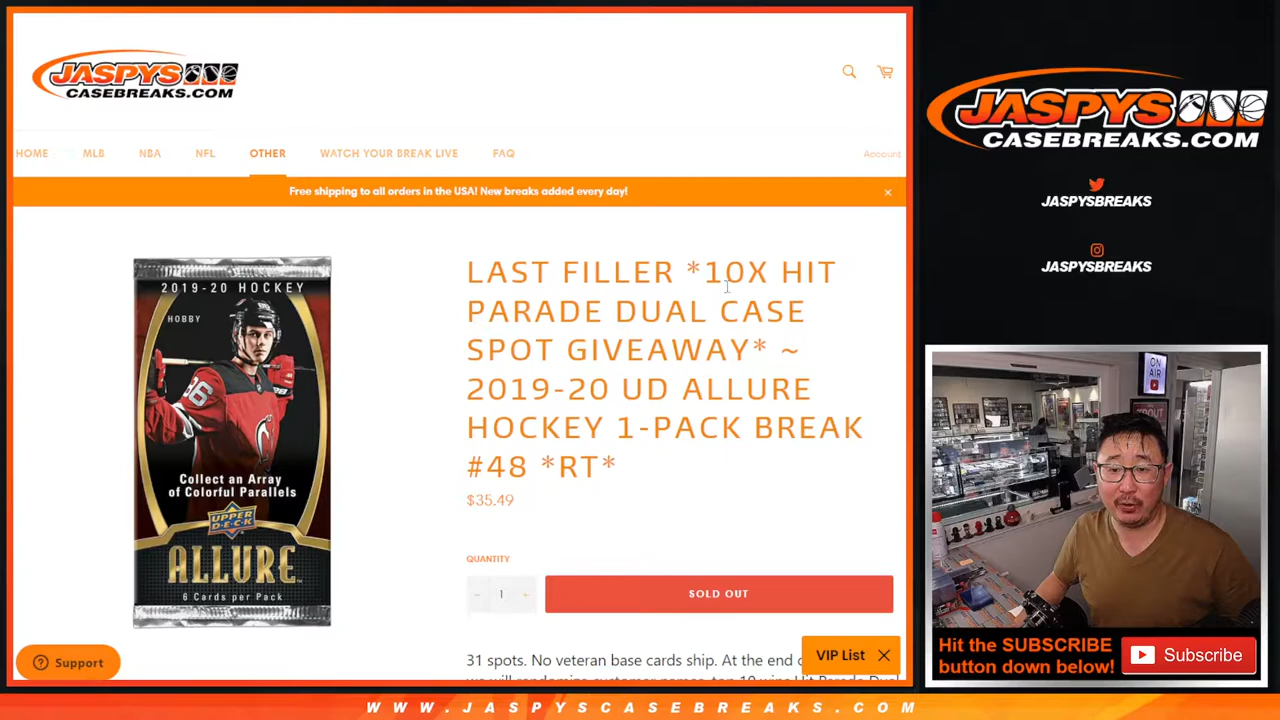 JASPYS
CASEBREAKS.COM
HOME
MLB
NBA
NFL
OTHER
WATCH YOUR BREAK LIVE
FAQ
Account
Free shipping to all orders in the USA! New breaks added every day!
×
2019-20 HOCKEY
HOBBY
86
Collect an Array
of Colorful Parallels
UPPER DECK
ALLURE
6 Cards per Pack
LAST FILLER *10X HIT
PARADE DUAL CASE
SPOT GIVEAWAY* ~
2019-20 UD ALLURE
HOCKEY 1-PACK BREAK
#48 *RT*
$35.49
QUANTITY
− 1 +
SOLD OUT
31 spots. No veteran base cards ship. At the end
Support
VIP List
JASPYS
CASEBREAKS.COM
JASPYSBREAKS
JASPYSBREAKS
ON
AIR
TROUT
Hit the SUBSCRIBE
button down below!
Subscribe
WWW.JASPYSCASEBREAKS.COM